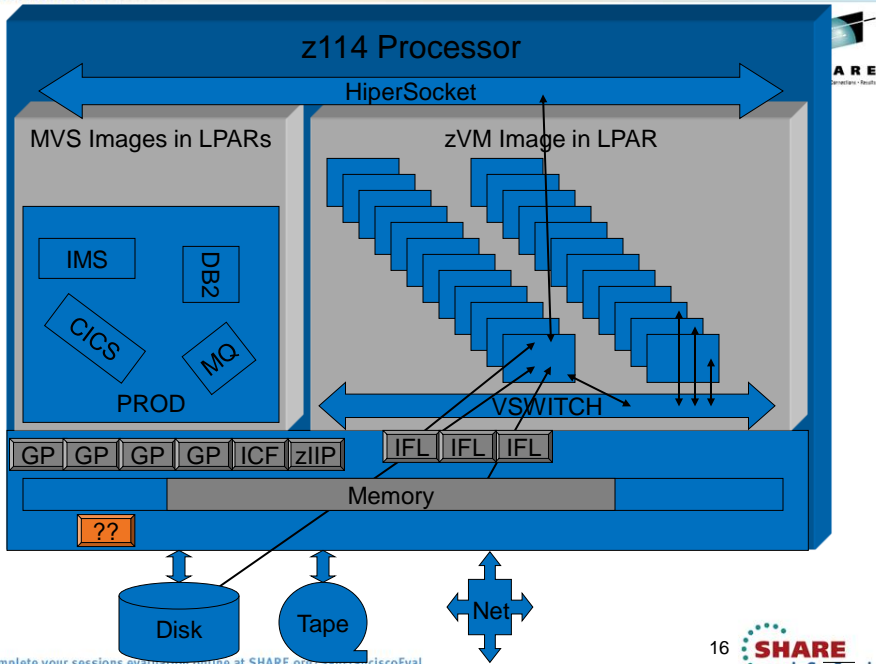 z114 Processor
HiperSocket
MVS Images in LPARs
zVM Image in LPAR
IMS
DB2
CICS
MQ
PROD
VSWITCH
GP GP GP GP ICF zIIP
IFL IFL IFL
Memory
??
Disk
Tape
Net
16
SHARE